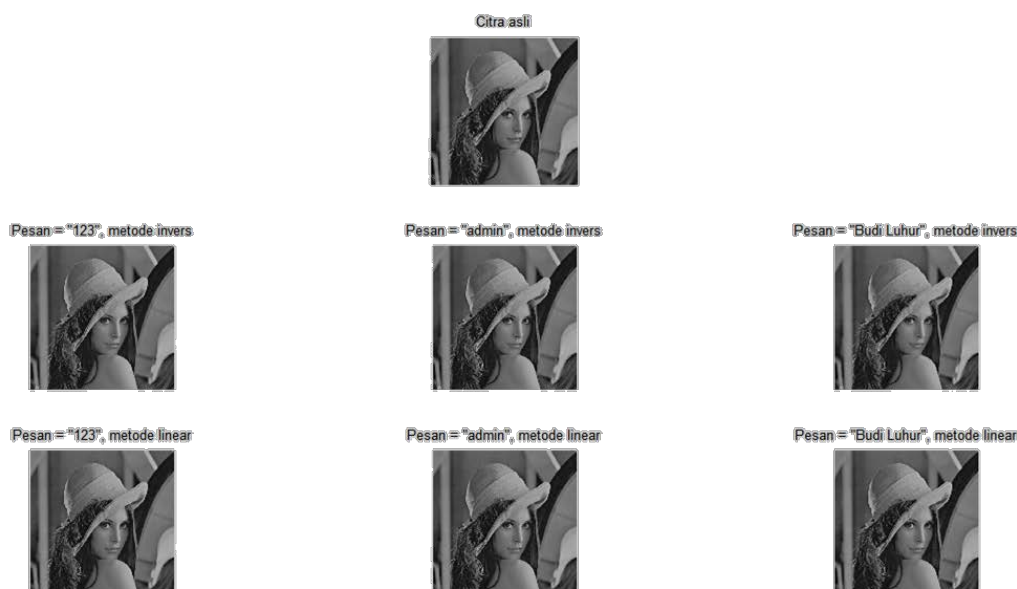 Citra asli
Pesan = "123", metode invers
Pesan = "admin", metode invers
Pesan = "Budi Luhur", metode invers
Pesan = "123", metode linear
Pesan = "admin", metode linear
Pesan = "Budi Luhur", metode linear